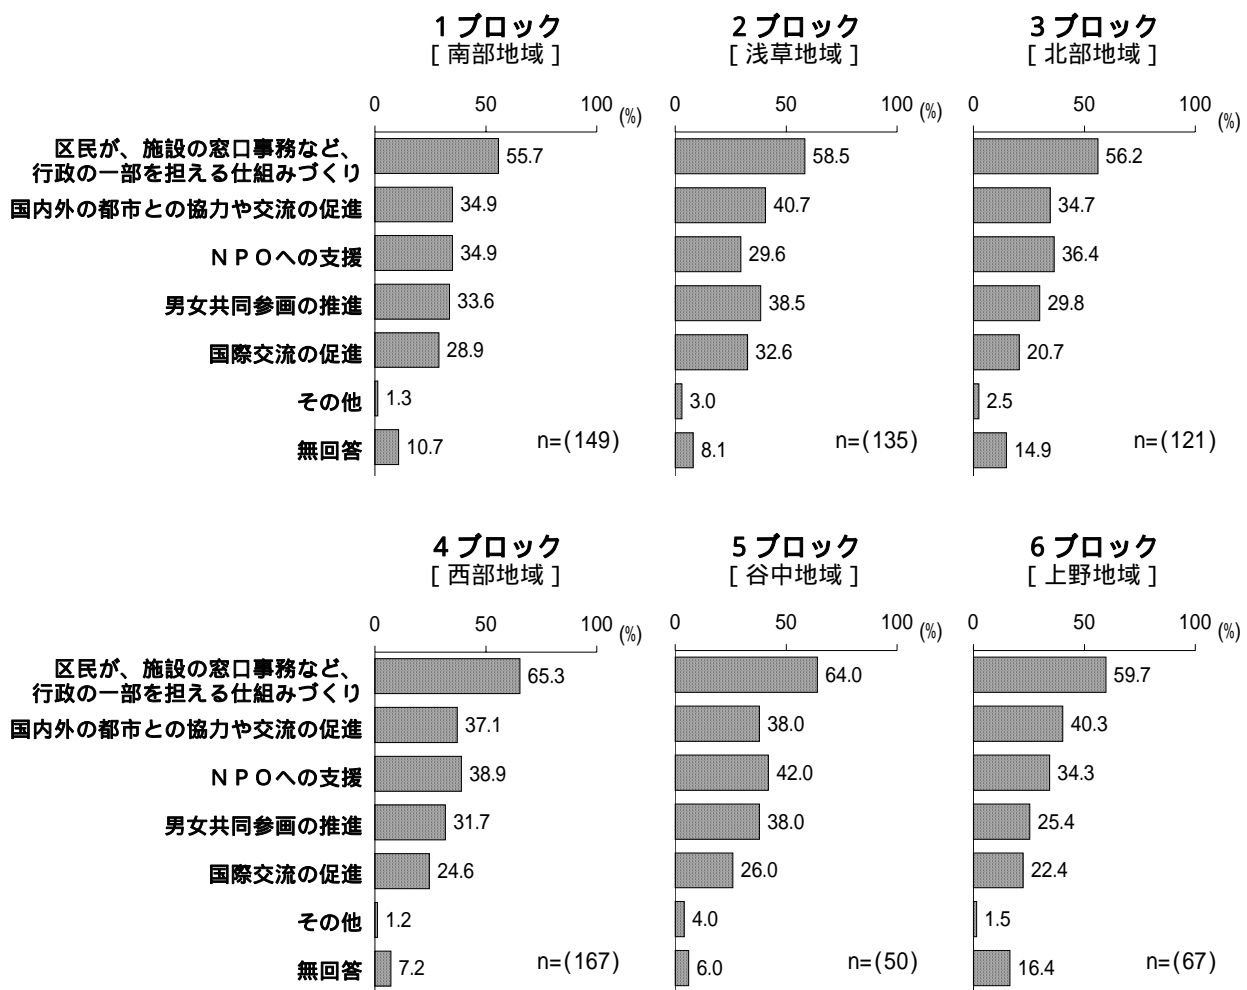 1 ブロック
[ 南部地域 ]
2 ブロック
[ 浅草地域 ]
3 ブロック
[ 北部地域 ]
0 50 100 (%)
0 50 100 (%)
0 50 100 (%)
区民が、施設の窓口事務など、
行政の一部を担える仕組みづくり
55.7 58.5 56.2
国内外の都市との協力や交流の促進 34.9 40.7 34.7
ＮＰＯへの支援 34.9 29.6 36.4
男女共同参画の推進 33.6 38.5 29.8
国際交流の促進 28.9 32.6 20.7
その他 1.3 3.0 2.5
無回答 10.7 8.1 14.9
n=(149) n=(135) n=(121)
4 ブロック
[ 西部地域 ]
5 ブロック
[ 谷中地域 ]
6 ブロック
[ 上野地域 ]
0 50 100 (%)
0 50 100 (%)
0 50 100 (%)
区民が、施設の窓口事務など、
行政の一部を担える仕組みづくり
65.3 64.0 59.7
国内外の都市との協力や交流の促進 37.1 38.0 40.3
ＮＰＯへの支援 38.9 42.0 34.3
男女共同参画の推進 31.7 38.0 25.4
国際交流の促進 24.6 26.0 22.4
その他 1.2 4.0 1.5
無回答 7.2 6.0 16.4
n=(167) n=(50) n=(67)